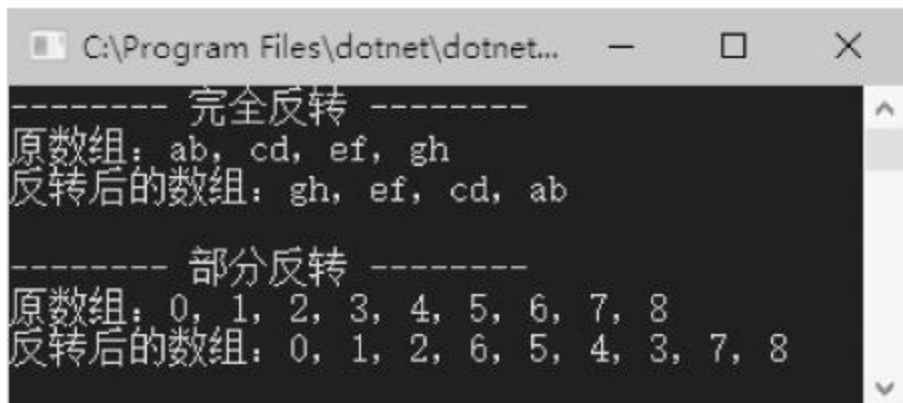 C:\Program Files\dotnet\dotnet...
-------- 完全反转 --------
原数组：ab, cd, ef, gh
反转后的数组：gh, ef, cd, ab
-------- 部分反转 --------
原数组：0, 1, 2, 3, 4, 5, 6, 7, 8
反转后的数组：0, 1, 2, 6, 5, 4, 3, 7, 8